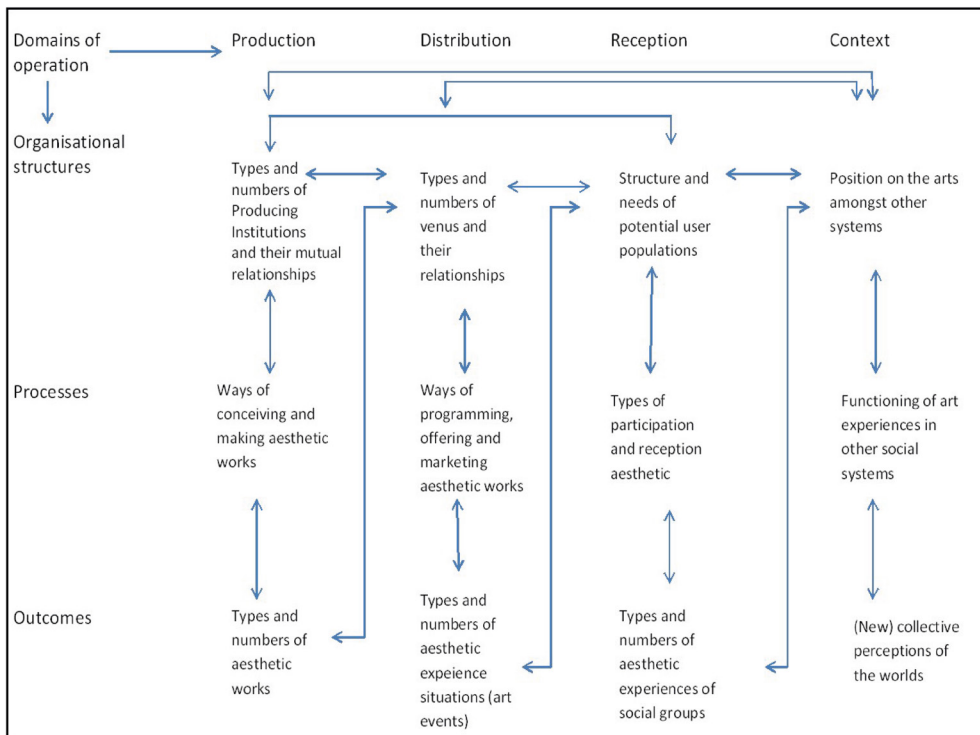 Domains of
operation
Production
Distribution
Reception
Context
Organisational
structures
Types and
numbers of
Producing
Institutions
and their mutual
relationships
Types and
numbers of
venus and
their
relationships
Structure and
needs of
potential user
populations
Position on the arts
amongst other
systems
Processes
Ways of
conceiving and
making aesthetic
works
Ways of
programming,
offering and
marketing
aesthetic works
Types of
participation
and reception
aesthetic
Functioning of art
experiences in
other social
systems
Outcomes
Types and
numbers of
aesthetic
works
Types and
numbers of
aesthetic
expeience
situations (art
events)
Types and
numbers of
aesthetic
experiences of
social groups
(New) collective
perceptions of
the worlds